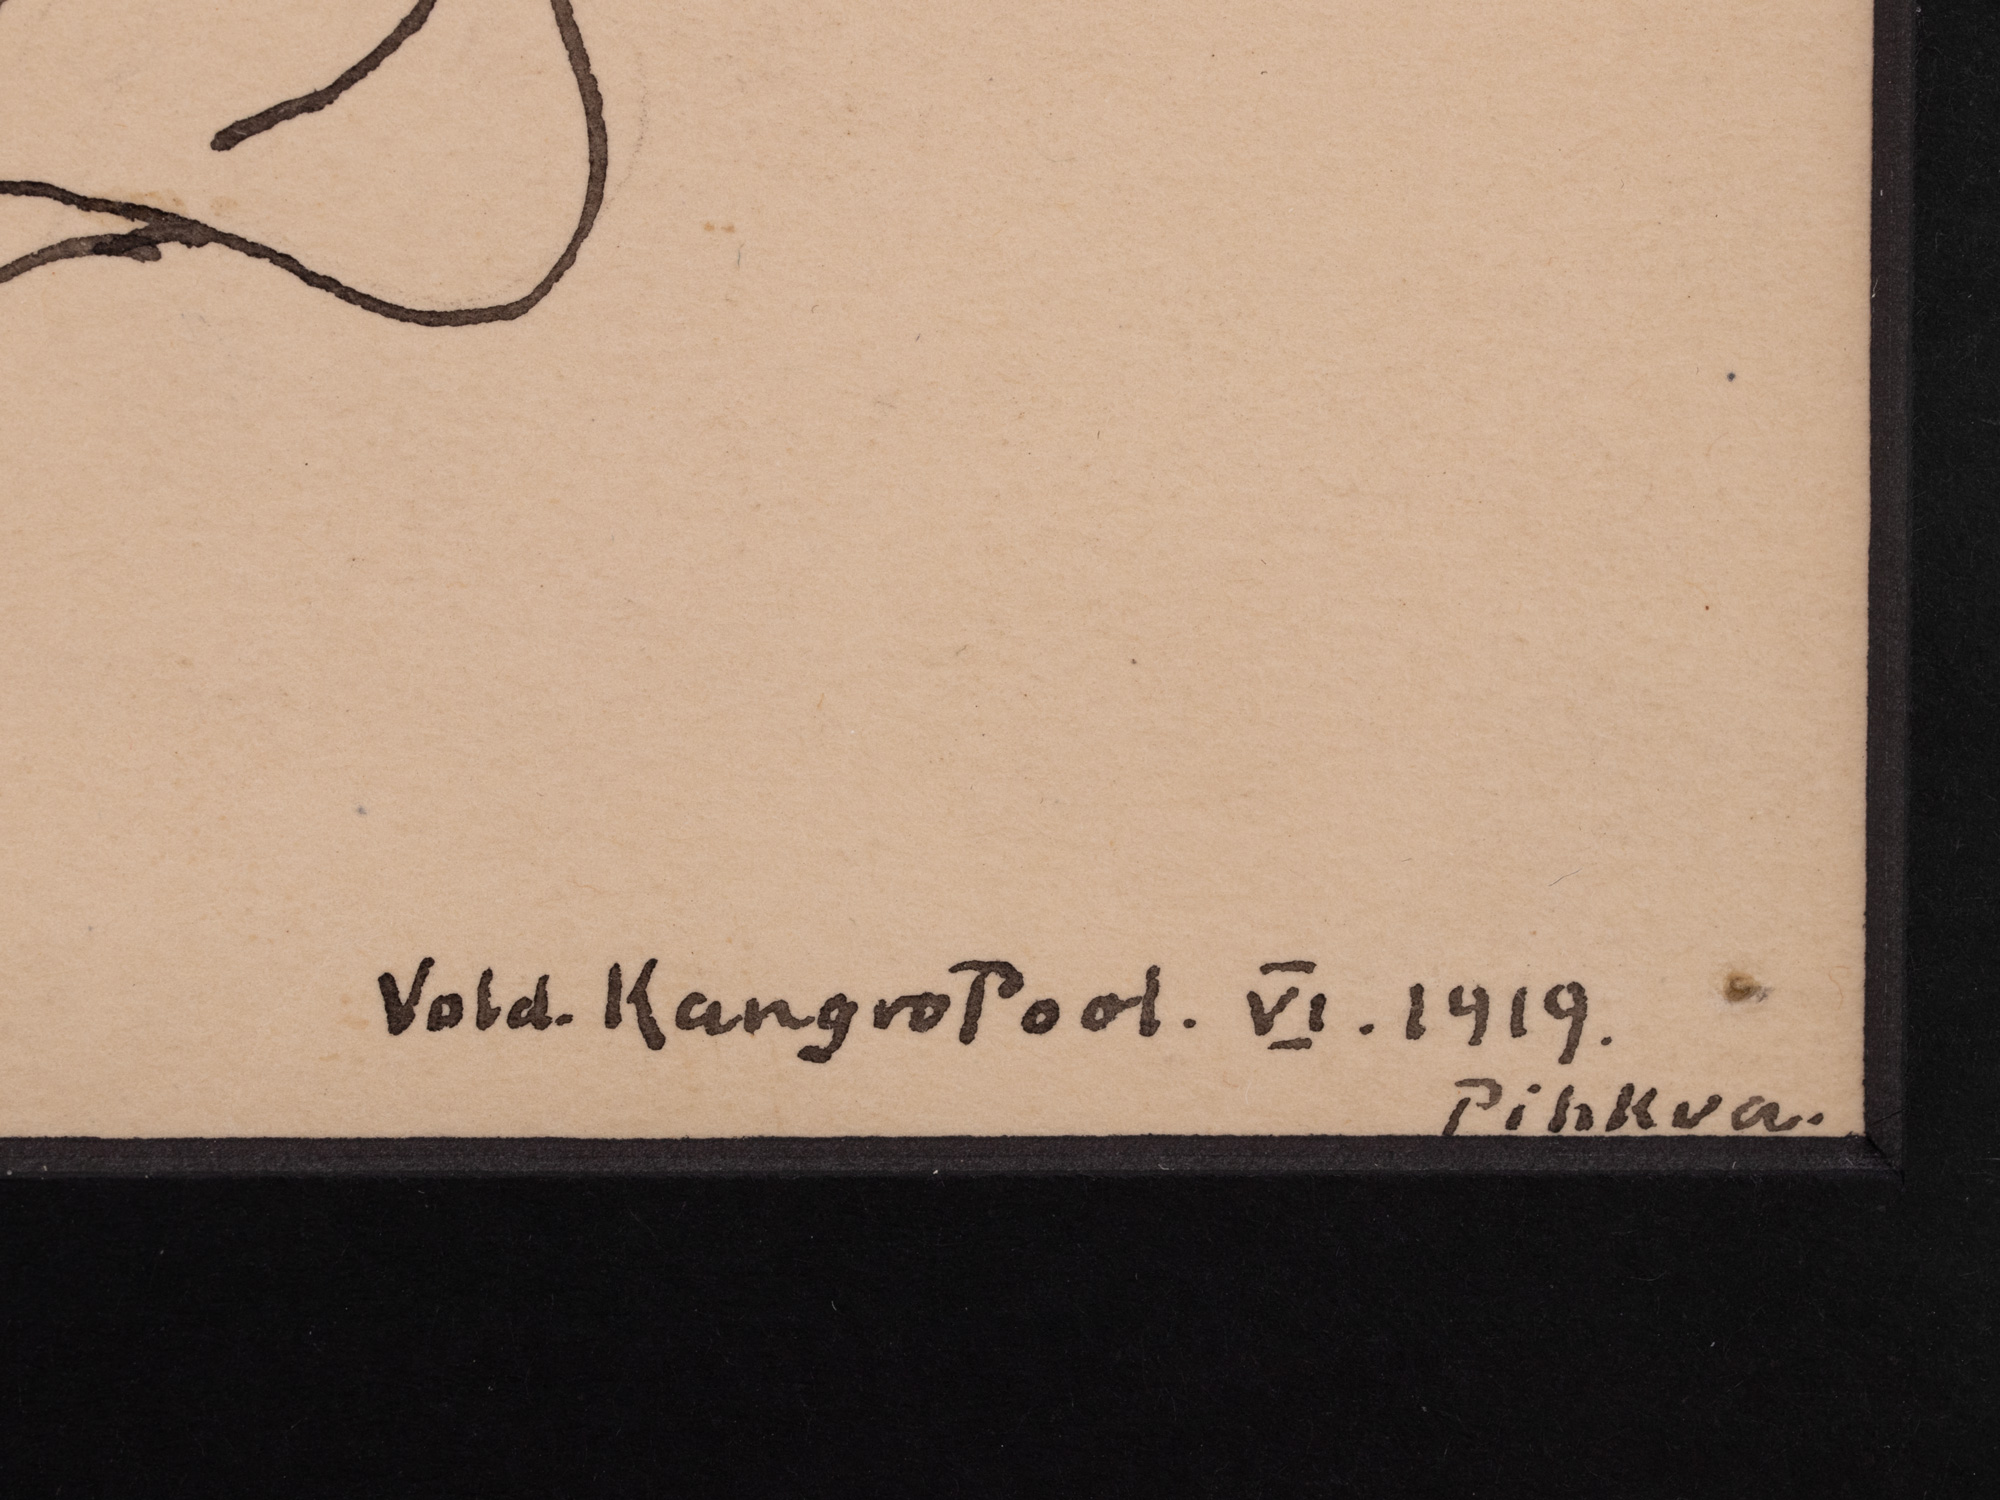 Vold. KangroPool. VI. 1919.
Pihkva.